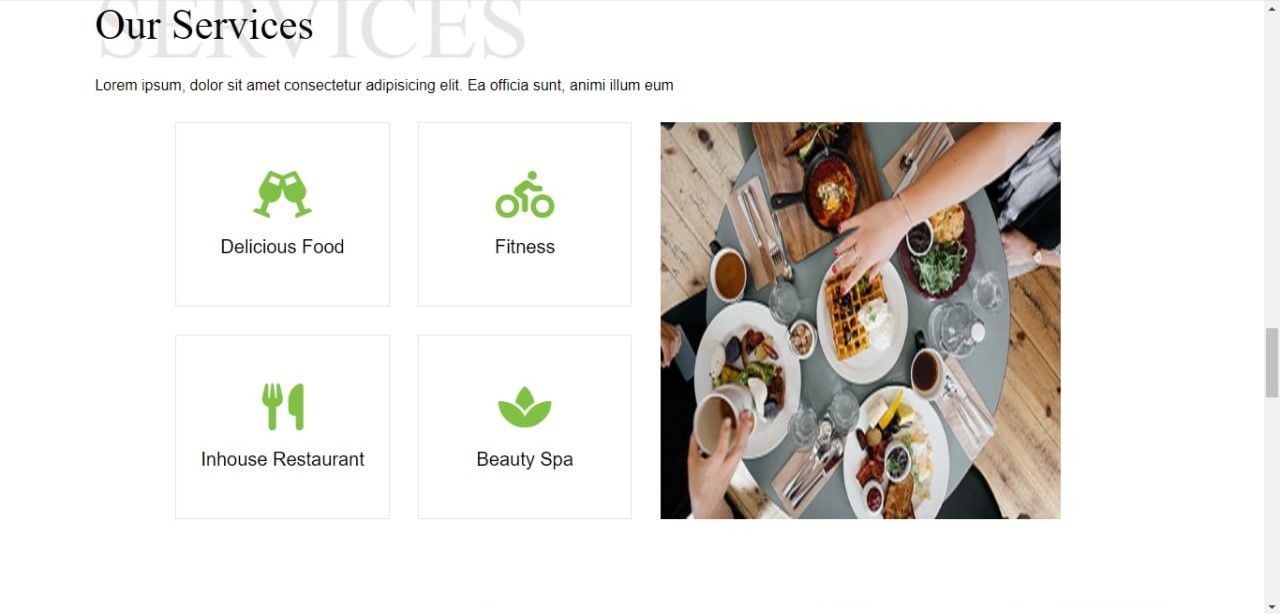 SERVICES
Our Services
Lorem ipsum, dolor sit amet consectetur adipisicing elit. Ea officia sunt, animi illum eum
Delicious Food
Fitness
Inhouse Restaurant
Beauty Spa